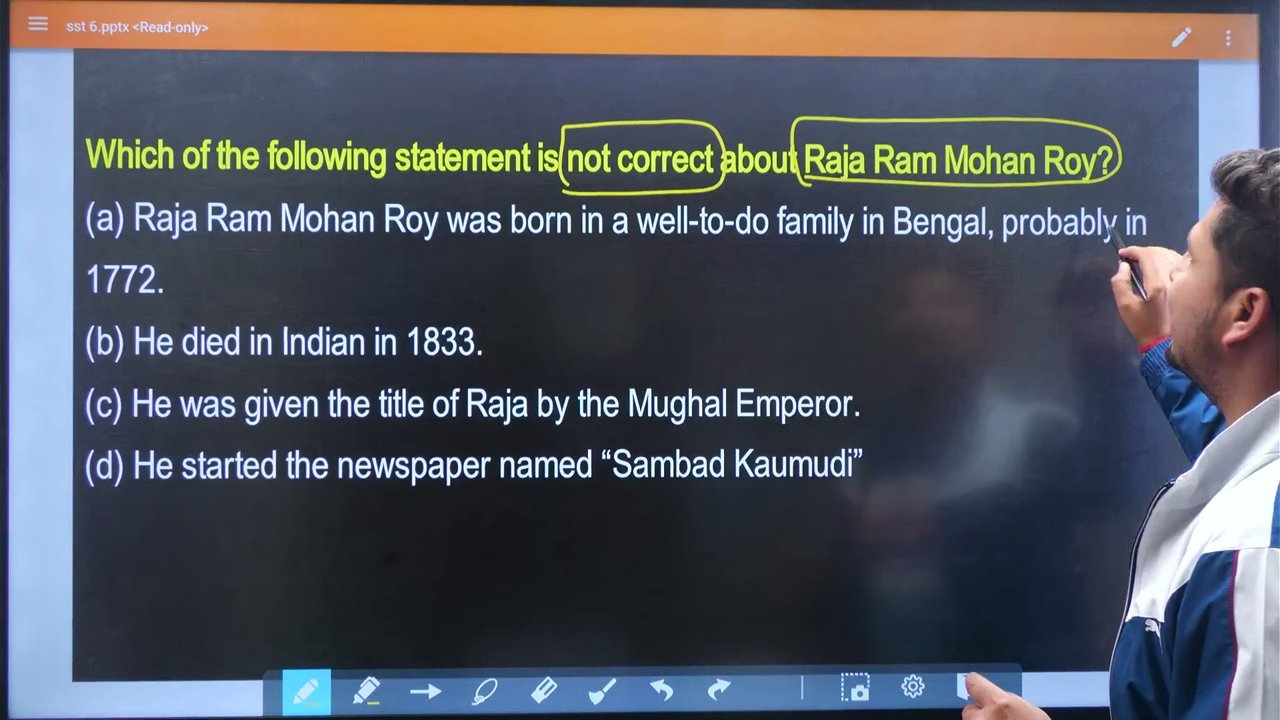 sst 6.pptx <Read-only>
Which of the following statement is not correct about Raja Ram Mohan Roy?
(a) Raja Ram Mohan Roy was born in a well-to-do family in Bengal, probably in
1772.
(b) He died in Indian in 1833.
(c) He was given the title of Raja by the Mughal Emperor.
(d) He started the newspaper named “Sambad Kaumudi”